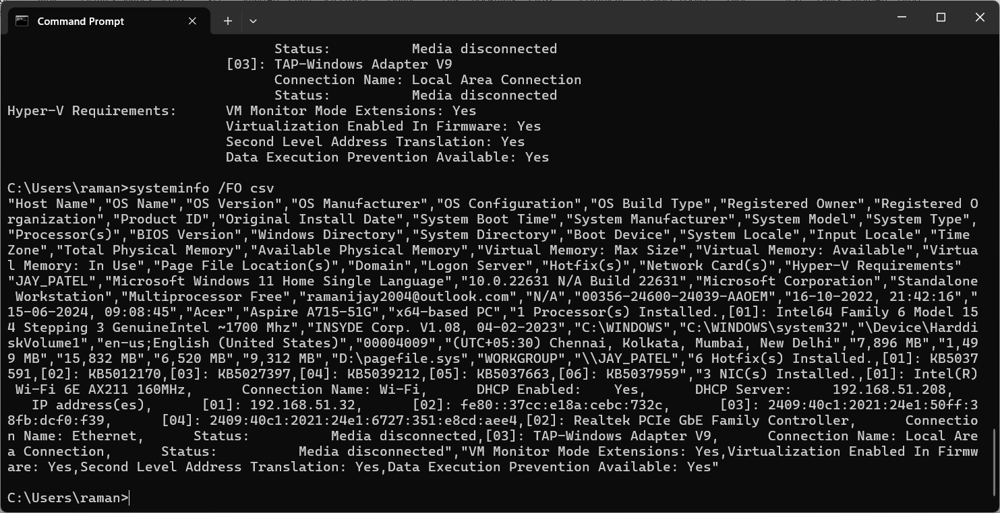 Command Prompt
Status: Media disconnected
[03]: TAP-Windows Adapter V9
Connection Name: Local Area Connection
Status: Media disconnected
Hyper-V Requirements: VM Monitor Mode Extensions: Yes
Virtualization Enabled In Firmware: Yes
Second Level Address Translation: Yes
Data Execution Prevention Available: Yes
C:\Users\raman>systeminfo /FO csv
"Host Name","OS Name","OS Version","OS Manufacturer","OS Configuration","OS Build Type","Registered Owner","Registered O
rganization","Product ID","Original Install Date","System Boot Time","System Manufacturer","System Model","System Type",
"Processor(s)","BIOS Version","Windows Directory","System Directory","Boot Device","System Locale","Input Locale","Time
Zone","Total Physical Memory","Available Physical Memory","Virtual Memory: Max Size","Virtual Memory: Available","Virtua
l Memory: In Use","Page File Location(s)","Domain","Logon Server","Hotfix(s)","Network Card(s)","Hyper-V Requirements"
"JAY_PATEL","Microsoft Windows 11 Home Single Language","10.0.22631 N/A Build 22631","Microsoft Corporation","Standalone
Workstation","Multiprocessor Free","ramanijay2004@outlook.com","N/A","00356-24600-24039-AAOEM","16-10-2022, 21:42:16","
15-06-2024, 09:08:45","Acer","Aspire A715-51G","x64-based PC","1 Processor(s) Installed.,[01]: Intel64 Family 6 Model 15
4 Stepping 3 GenuineIntel ~1700 Mhz","INSYDE Corp. V1.08, 04-02-2023","C:\WINDOWS","C:\WINDOWS\system32","\Device\Harddi
skVolume1","en-us;English (United States)","00004009","(UTC+05:30) Chennai, Kolkata, Mumbai, New Delhi","7,896 MB","1,49
9 MB","15,832 MB","6,520 MB","9,312 MB","D:\pagefile.sys","WORKGROUP","\\JAY_PATEL","6 Hotfix(s) Installed.,[01]: KB5037
591,[02]: KB5012170,[03]: KB5027397,[04]: KB5039212,[05]: KB5037663,[06]: KB5037959","3 NIC(s) Installed.,[01]: Intel(R)
Wi-Fi 6E AX211 160MHz, Connection Name: Wi-Fi, DHCP Enabled: Yes, DHCP Server: 192.168.51.208,
IP address(es), [01]: 192.168.51.32, [02]: fe80::37cc:e18a:cebc:732c, [03]: 2409:40c1:2021:24e1:50ff:3
8fb:dcf0:f39, [04]: 2409:40c1:2021:24e1:6727:351:e8cd:aee4,[02]: Realtek PCIe GbE Family Controller, Connectio
n Name: Ethernet, Status: Media disconnected,[03]: TAP-Windows Adapter V9, Connection Name: Local Are
a Connection, Status: Media disconnected","VM Monitor Mode Extensions: Yes,Virtualization Enabled In Firmw
are: Yes,Second Level Address Translation: Yes,Data Execution Prevention Available: Yes"
C:\Users\raman>